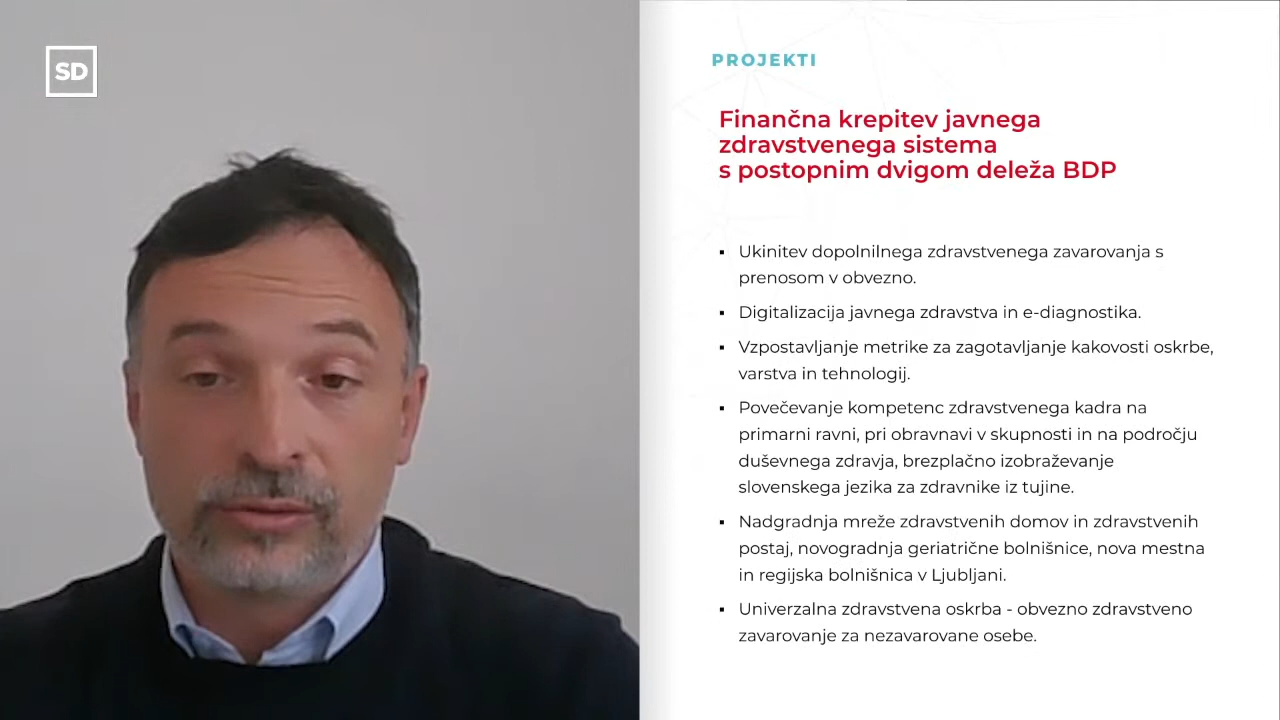 SD
PROJEKTI
Finančna krepitev javnega
zdravstvenega sistema
s postopnim dvigom deleža BDP
▪ Ukinitev dopolnilnega zdravstvenega zavarovanja s
prenosom v obvezno.
▪ Digitalizacija javnega zdravstva in e-diagnostika.
▪ Vzpostavljanje metrike za zagotavljanje kakovosti oskrbe,
varstva in tehnologij.
▪ Povečevanje kompetenc zdravstvenega kadra na
primarni ravni, pri obravnavi v skupnosti in na področju
duševnega zdravja, brezplačno izobraževanje
slovenskega jezika za zdravnike iz tujine.
▪ Nadgradnja mreže zdravstvenih domov in zdravstvenih
postaj, novogradnja geriatrične bolnišnice, nova mestna
in regijska bolnišnica v Ljubljani.
▪ Univerzalna zdravstvena oskrba - obvezno zdravstveno
zavarovanje za nezavarovane osebe.